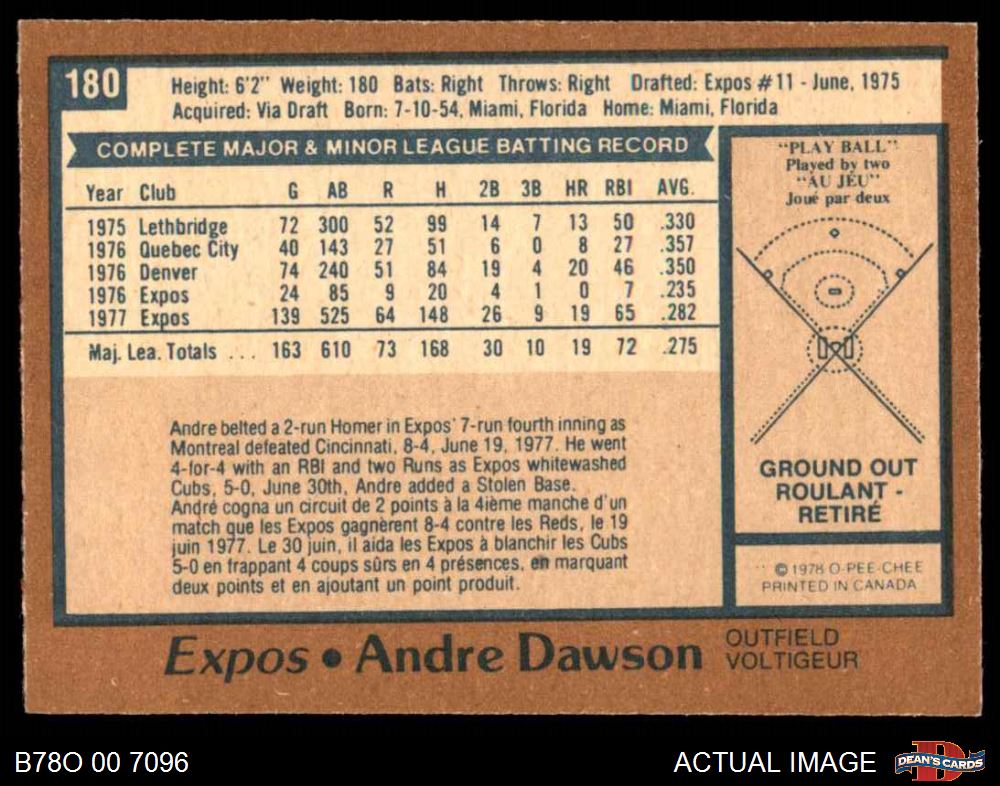 180
Height: 6'2" Weight: 180 Bats: Right Throws: Right Drafted: Expos #11 - June, 1975
Acquired: Via Draft Born: 7-10-54, Miami, Florida Home: Miami, Florida
COMPLETE MAJOR & MINOR LEAGUE BATTING RECORD
Year Club G AB R H 2B 3B HR RBI AVG.
1975 Lethbridge 72 300 52 99 14 7 13 50 .330
1976 Quebec City 40 143 27 51 6 0 8 27 .357
1976 Denver 74 240 51 84 19 4 20 46 .350
1976 Expos 24 85 9 20 4 1 0 7 .235
1977 Expos 139 525 64 148 26 9 19 65 .282
Maj. Lea. Totals ... 163 610 73 168 30 10 19 72 .275
Andre belted a 2-run Homer in Expos' 7-run fourth inning as
Montreal defeated Cincinnati, 8-4, June 19, 1977. He went
4-for-4 with an RBI and two Runs as Expos whitewashed
Cubs, 5-0, June 30th, Andre added a Stolen Base.
André cogna un circuit de 2 points à la 4ième manche d'un
match que les Expos gagnèrent 8-4 contre les Reds, le 19
juin 1977. Le 30 juin, il aida les Expos à blanchir les Cubs
5-0 en frappant 4 coups sûrs en 4 présences, en marquant
deux points et en ajoutant un point produit.
"PLAY BALL"
Played by two
"AU JEU"
Joué par deux
GROUND OUT
ROULANT -
RETIRÉ
© 1978 O-PEE-CHEE
PRINTED IN CANADA
Expos • Andre Dawson
OUTFIELD
VOLTIGEUR
B78O 00 7096
ACTUAL IMAGE
D
DEAN'S CARDS